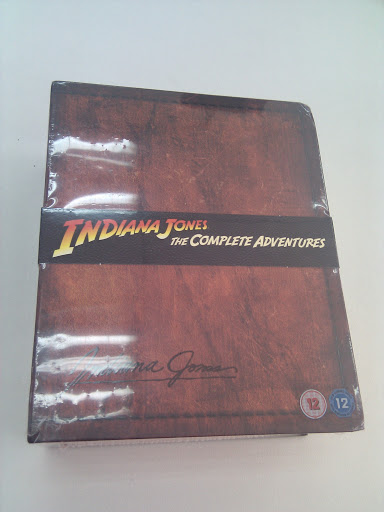 INDIANA JONES
THE COMPLETE ADVENTURES
Indiana Jones
12 12